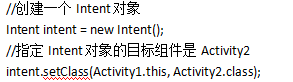 //创建一个 Intent 对象
Intent intent = new Intent();
//指定 Intent 对象的目标组件是 Activity2
intent.setClass(Activity1.this, Activity2.class);